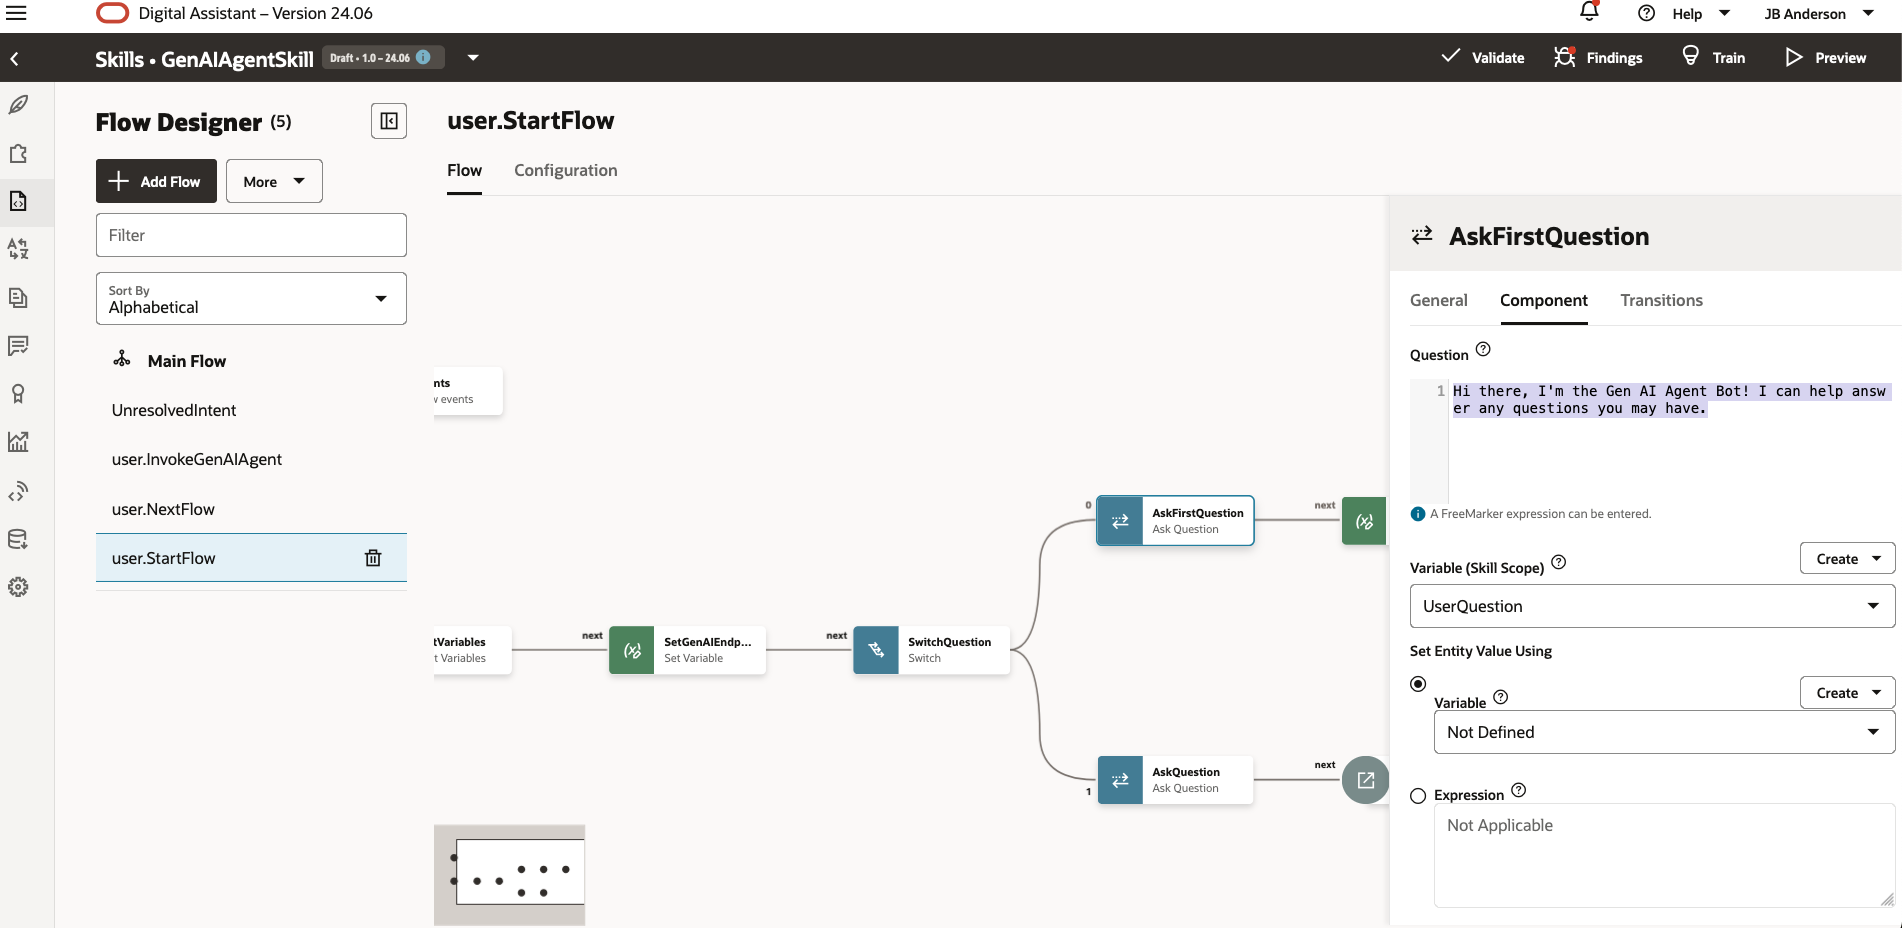 Digital Assistant – Version 24.06
Help
JB Anderson
Skills • GenAIAgentSkill
Draft • 1.0 – 24.06
Validate
Findings
Train
Preview
Flow Designer (5)
Add Flow
More
Filter
Sort By
Alphabetical
Main Flow
UnresolvedIntent
user.InvokeGenAIAgent
user.NextFlow
user.StartFlow
user.StartFlow
Flow
Configuration
nts
w events
tVariables
t Variables
next
SetGenAIEndp...
Set Variable
next
SwitchQuestion
Switch
0
AskFirstQuestion
Ask Question
next
1
AskQuestion
Ask Question
next
AskFirstQuestion
General
Component
Transitions
Question
1
Hi there, I'm the Gen AI Agent Bot! I can help answ
er any questions you may have.
A FreeMarker expression can be entered.
Variable (Skill Scope)
Create
UserQuestion
Set Entity Value Using
Variable
Create
Not Defined
Expression
Not Applicable